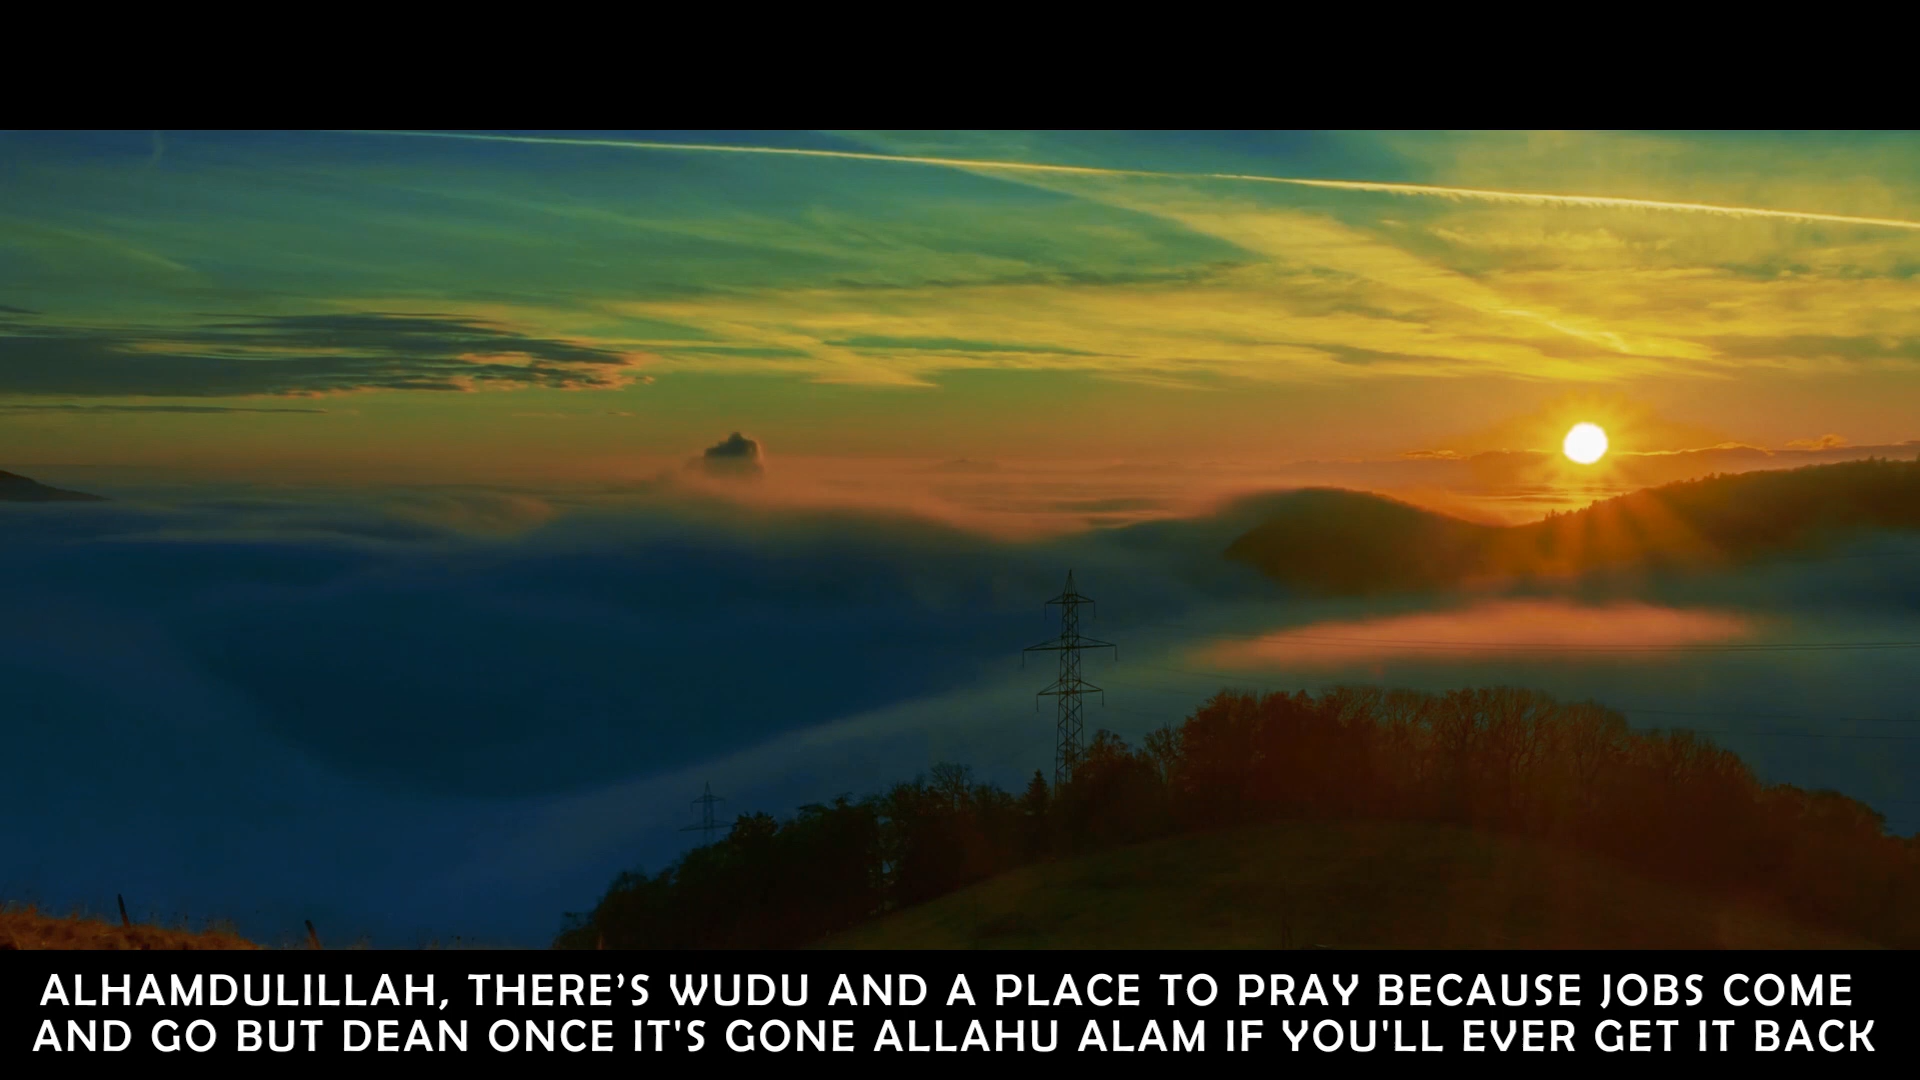 ALHAMDULILLAH, THERE’S WUDU AND A PLACE TO PRAY BECAUSE JOBS COME
AND GO BUT DEAN ONCE IT'S GONE ALLAHU ALAM IF YOU'LL EVER GET IT BACK